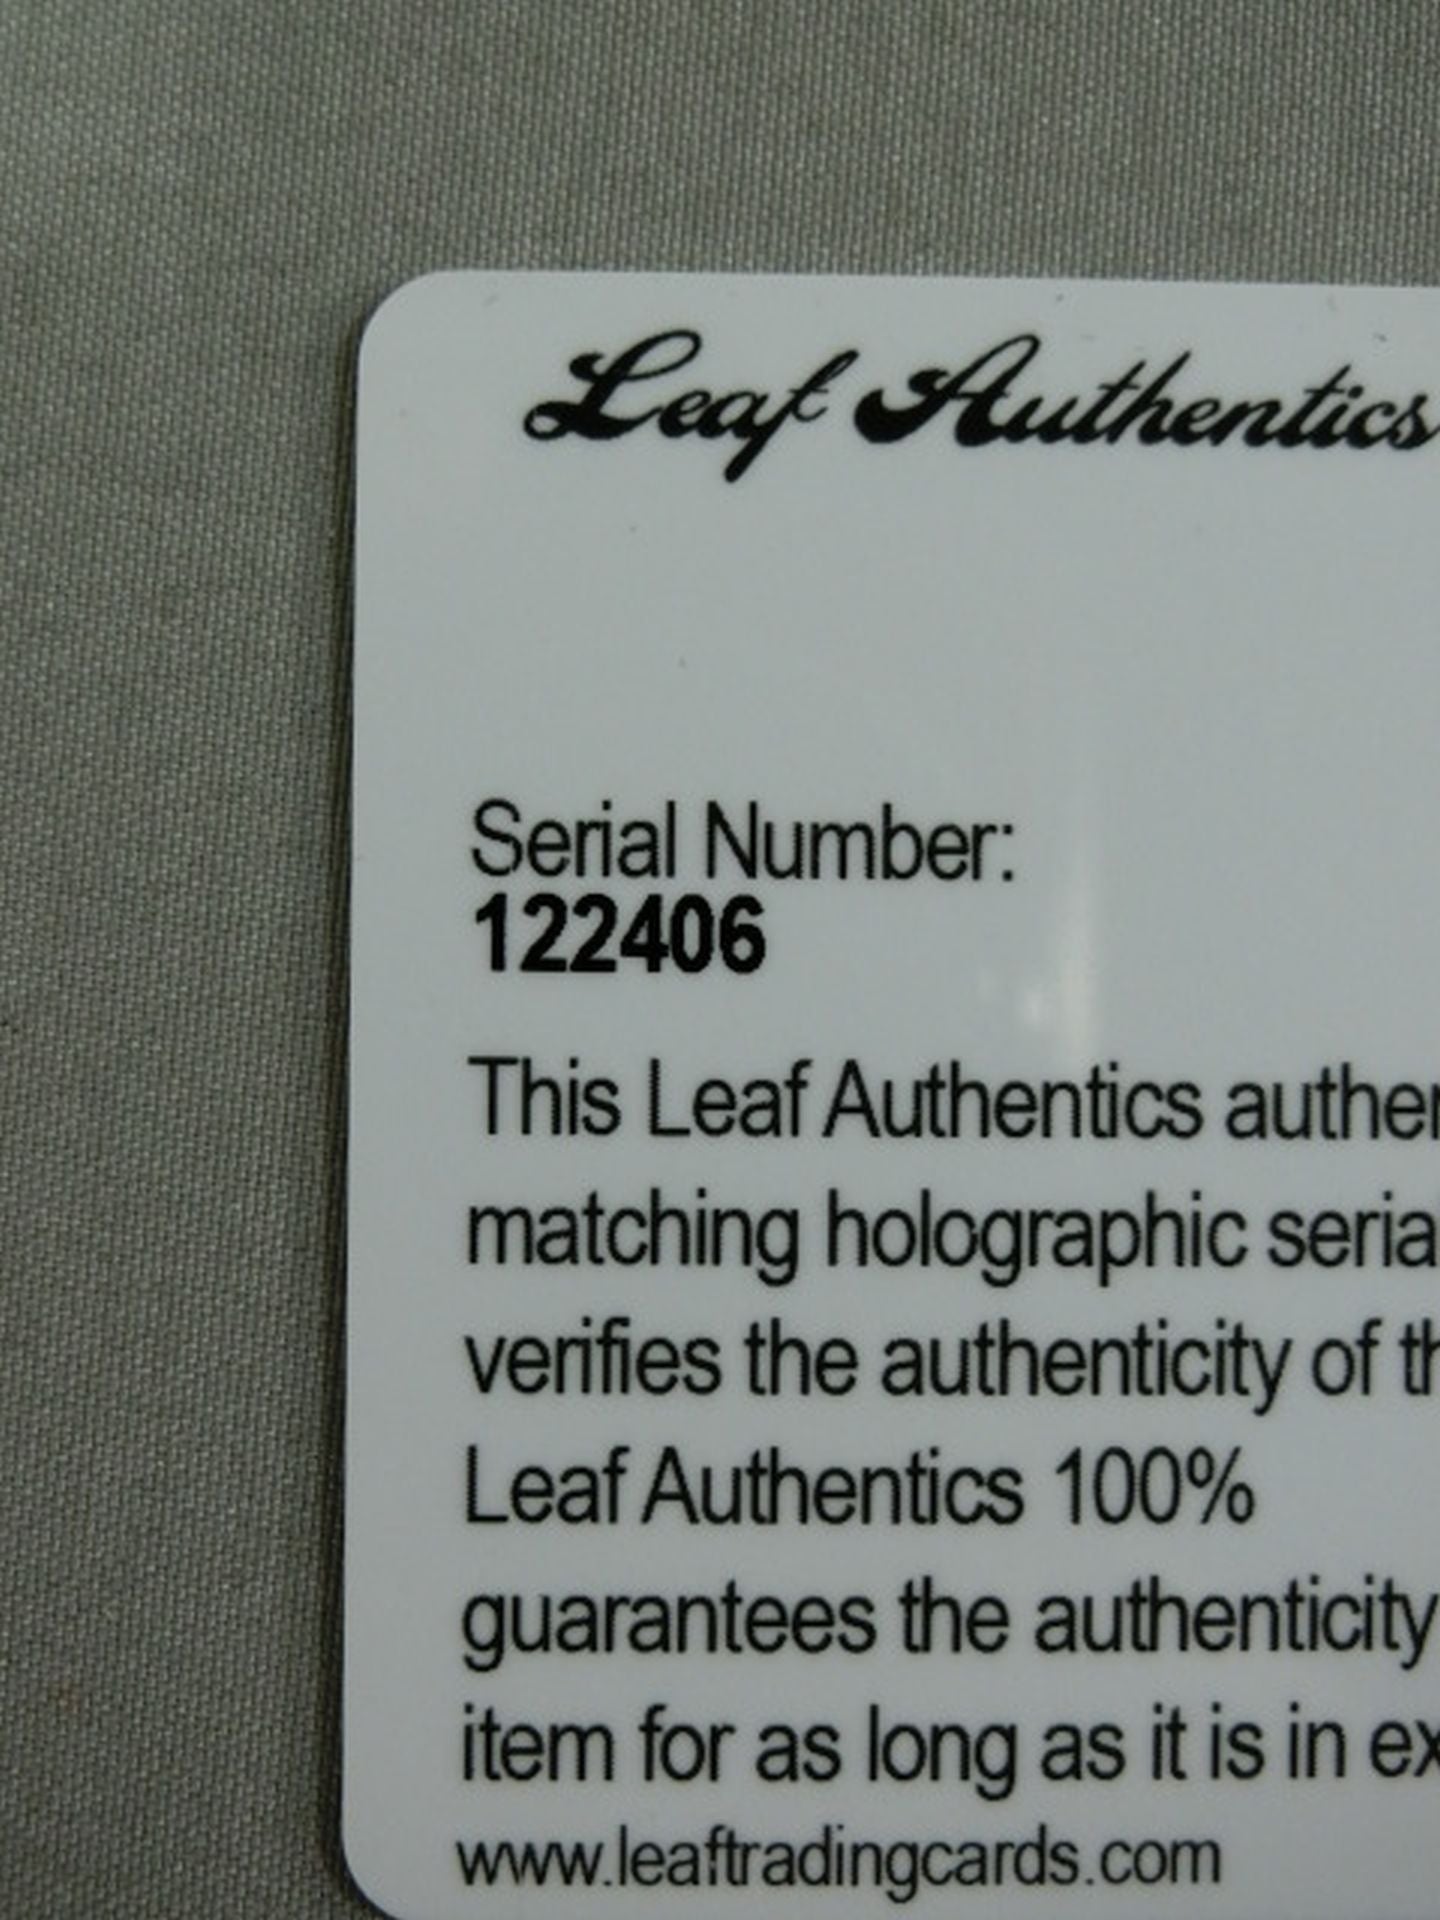 Leaf Authentics
Serial Number:
122406
This Leaf Authentics
matching holographic
verifies the authenticity of
Leaf Authentics 100%
guarantees the authenticity
item for as long as it is in
www.leaftradingcards.com